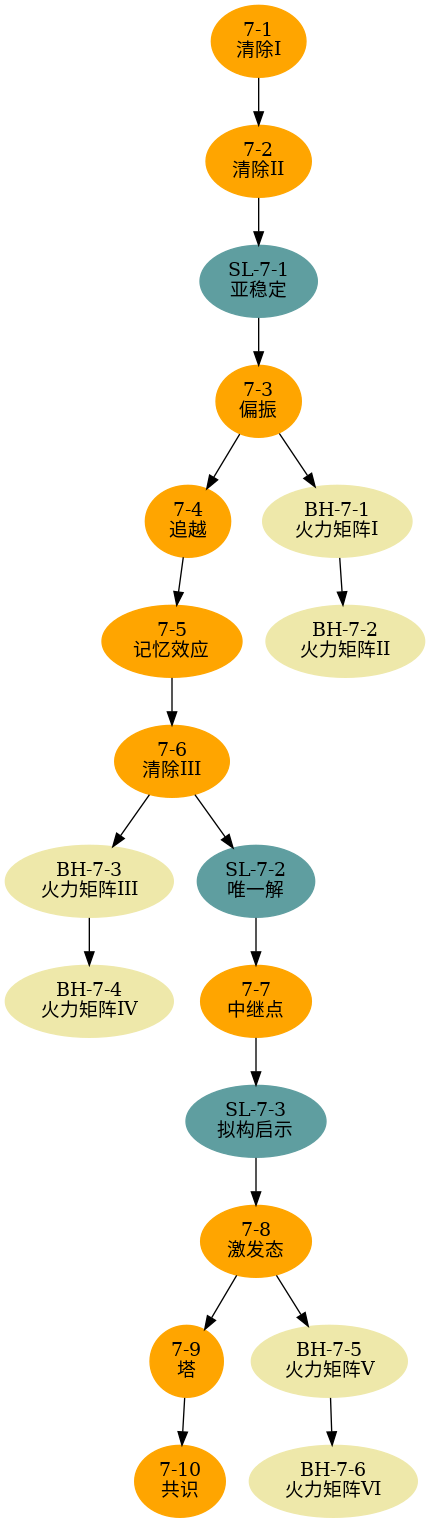 7-1
清除I
7-2
清除II
SL-7-1
亚稳定
7-3
偏振
7-4
追越
BH-7-1
火力矩阵I
7-5
记忆效应
BH-7-2
火力矩阵II
7-6
清除III
BH-7-3
火力矩阵III
SL-7-2
唯一解
BH-7-4
火力矩阵IV
7-7
中继点
SL-7-3
拟构启示
7-8
激发态
7-9
塔
BH-7-5
火力矩阵V
7-10
共识
BH-7-6
火力矩阵VI